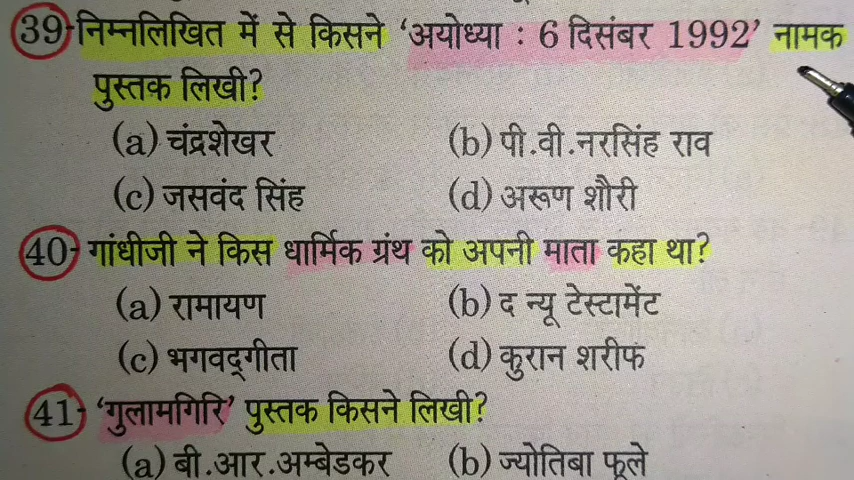 39- निम्नलिखित में से किसने ‘अयोध्या : 6 दिसंबर 1992’ नामक
पुस्तक लिखी?
(a) चंद्रशेखर (b) पी.वी.नरसिंह राव
(c) जसवंद सिंह (d) अरूण शौरी
40- गांधीजी ने किस धार्मिक ग्रंथ को अपनी माता कहा था?
(a) रामायण (b) द न्यू टेस्टामेंट
(c) भगवद्गीता (d) कुरान शरीफ
41- ‘गुलामगिरि’ पुस्तक किसने लिखी?
(a) बी.आर.अम्बेडकर (b) ज्योतिबा फूले